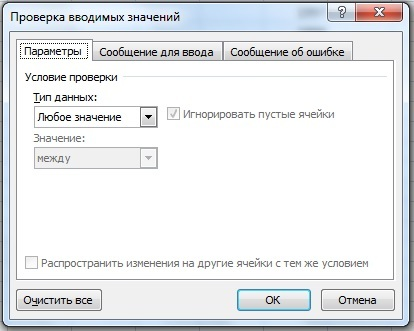 Проверка вводимых значений
Параметры
Сообщение для ввода
Сообщение об ошибке
Условие проверки
Тип данных:
Любое значение
Игнорировать пустые ячейки
Значение:
между
Распространить изменения на другие ячейки с тем же условием
Очистить все
ОК
Отмена